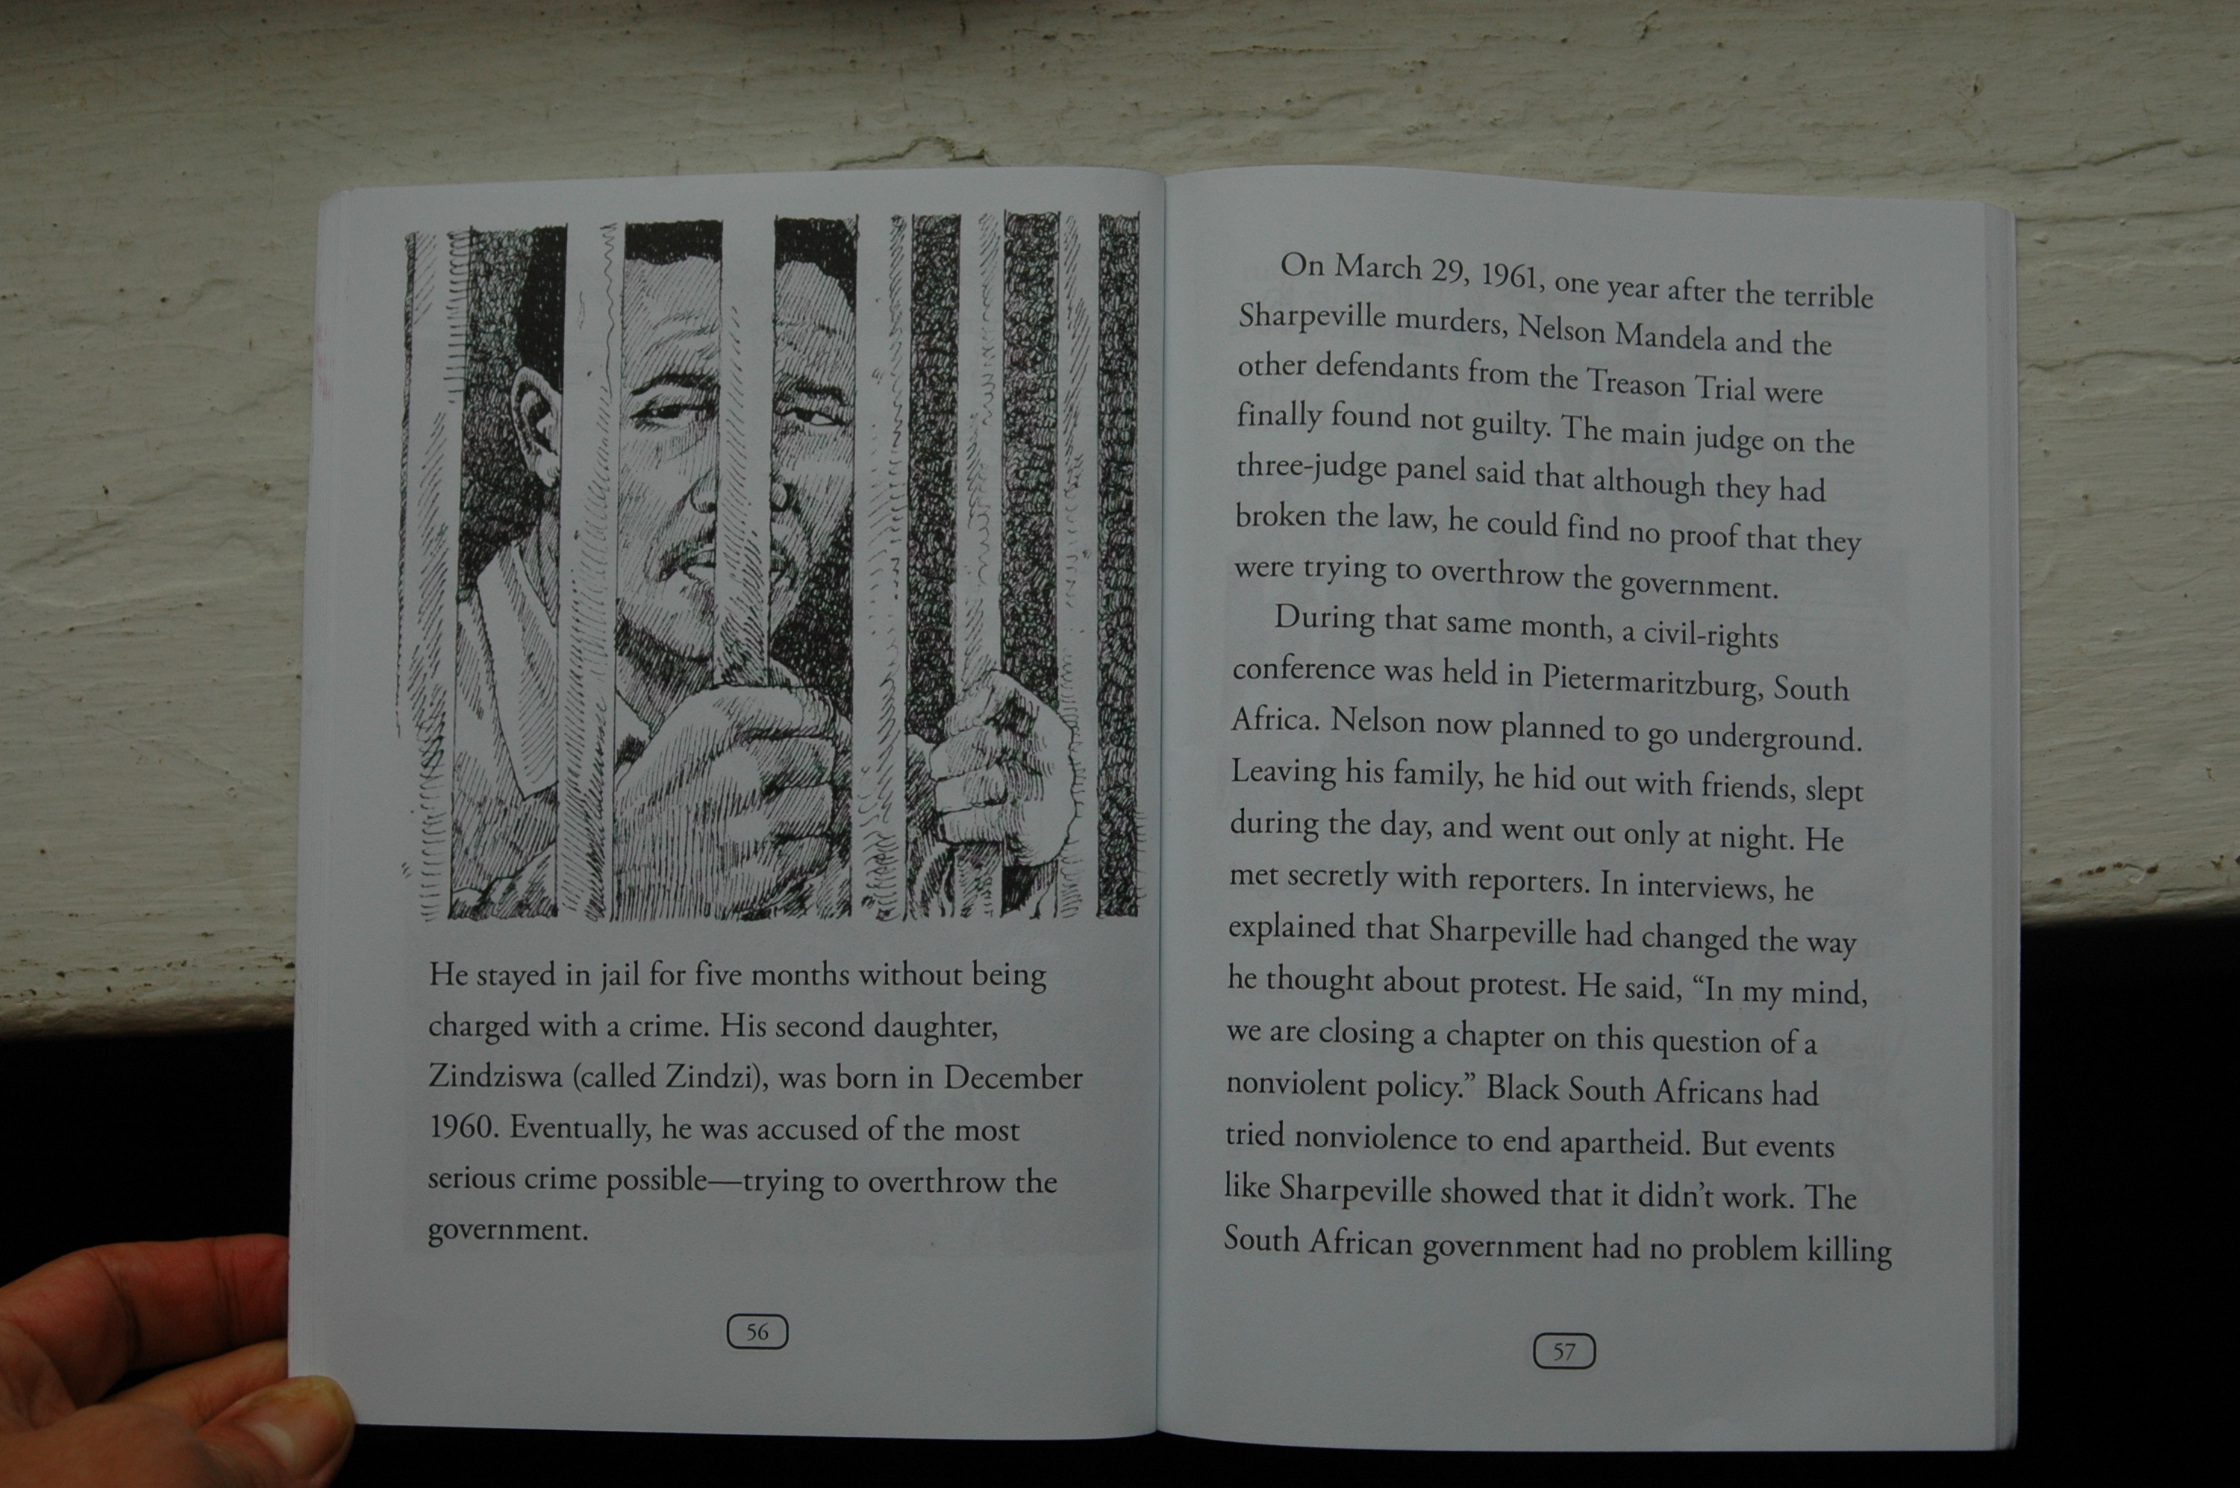 He stayed in jail for five months without being
charged with a crime. His second daughter,
Zindziswa (called Zindzi), was born in December
1960. Eventually, he was accused of the most
serious crime possible—trying to overthrow the
government.
56
On March 29, 1961, one year after the terrible
Sharpeville murders, Nelson Mandela and the
other defendants from the Treason Trial were
finally found not guilty. The main judge on the
three-judge panel said that although they had
broken the law, he could find no proof that they
were trying to overthrow the government.
During that same month, a civil-rights
conference was held in Pietermaritzburg, South
Africa. Nelson now planned to go underground.
Leaving his family, he hid out with friends, slept
during the day, and went out only at night. He
met secretly with reporters. In interviews, he
explained that Sharpeville had changed the way
he thought about protest. He said, “In my mind,
we are closing a chapter on this question of a
nonviolent policy.” Black South Africans had
tried nonviolence to end apartheid. But events
like Sharpeville showed that it didn’t work. The
South African government had no problem killing
57